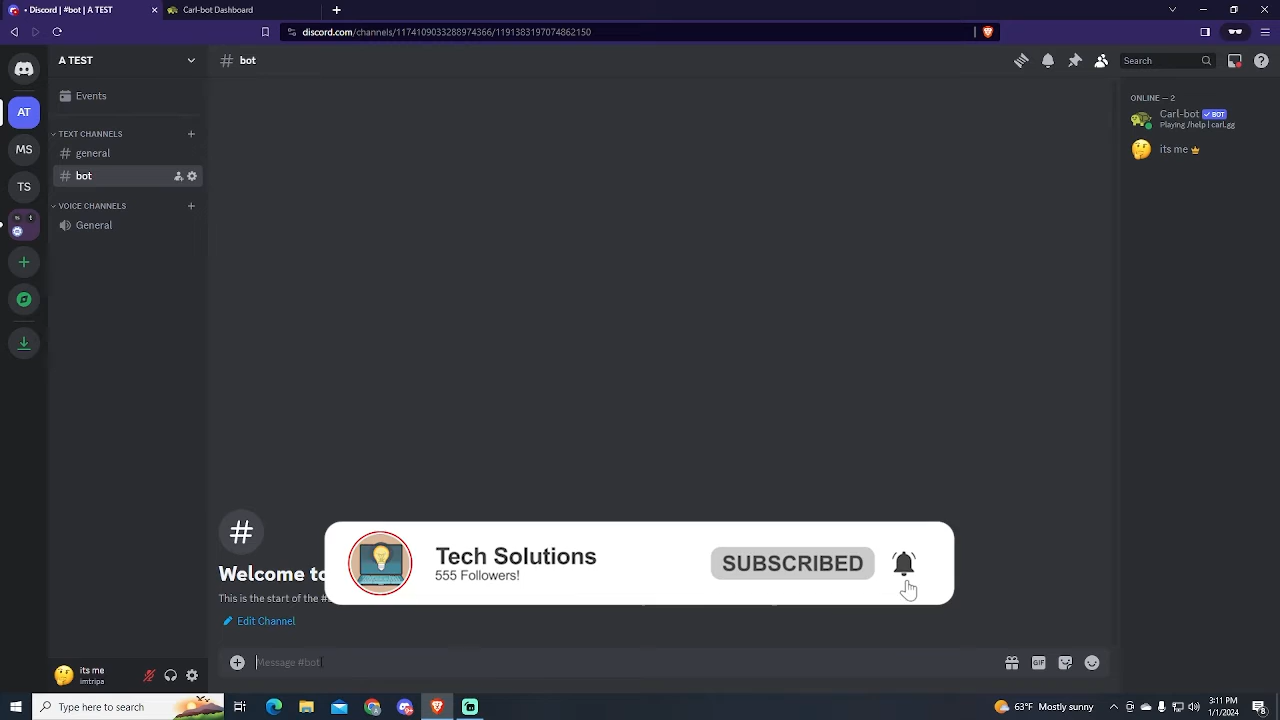 • Discord | #bot | A TEST
Carl-bot Dashboard
discord.com/channels/1174109033288974366/1191383197074862150
AT
MS
TS
A TEST
Events
TEXT CHANNELS
general
bot
VOICE CHANNELS
General
its me
imtripa
# bot
Search
Welcome to
This is the start of the #
Edit Channel
Message #bot
GIF
Tech Solutions
555 Followers!
SUBSCRIBED
ONLINE — 2
Carl-bot BOT
Playing /help | carl.gg
its me
Type here to search
63°F Mostly sunny
3:11 PM
1/7/2024